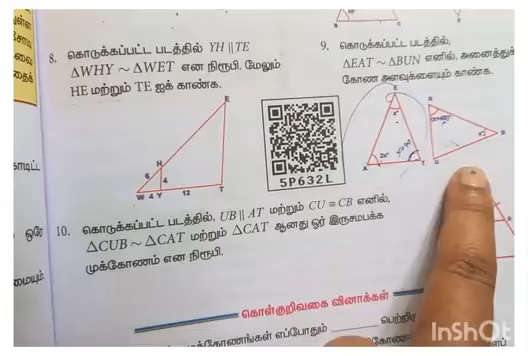 8. கொடுக்கப்பட்ட படத்தில் YH || TE
ΔWHY ~ ΔWET என நிரூபி. மேலும்
HE மற்றும் TE ஐக் காண்க.
E
H
6
4
W 4 Y 12 T
5P632L
9. கொடுக்கப்பட்ட படத்தில்,
ΔEAT ~ ΔBUN எனில், அனைத்துக்
கோண அளவுகளையும் காண்க.
E
x°
A 2x° T
N
B
U
10. கொடுக்கப்பட்ட படத்தில், UB || AT மற்றும் CU ≡ CB எனில்,
ΔCUB ~ ΔCAT மற்றும் ΔCAT ஆனது ஓர் இருசமபக்க
முக்கோணம் என நிரூபி.
கொள்குறிவகை வினாக்கள்
முக்கோணங்கள் எப்போதும்
InShOt